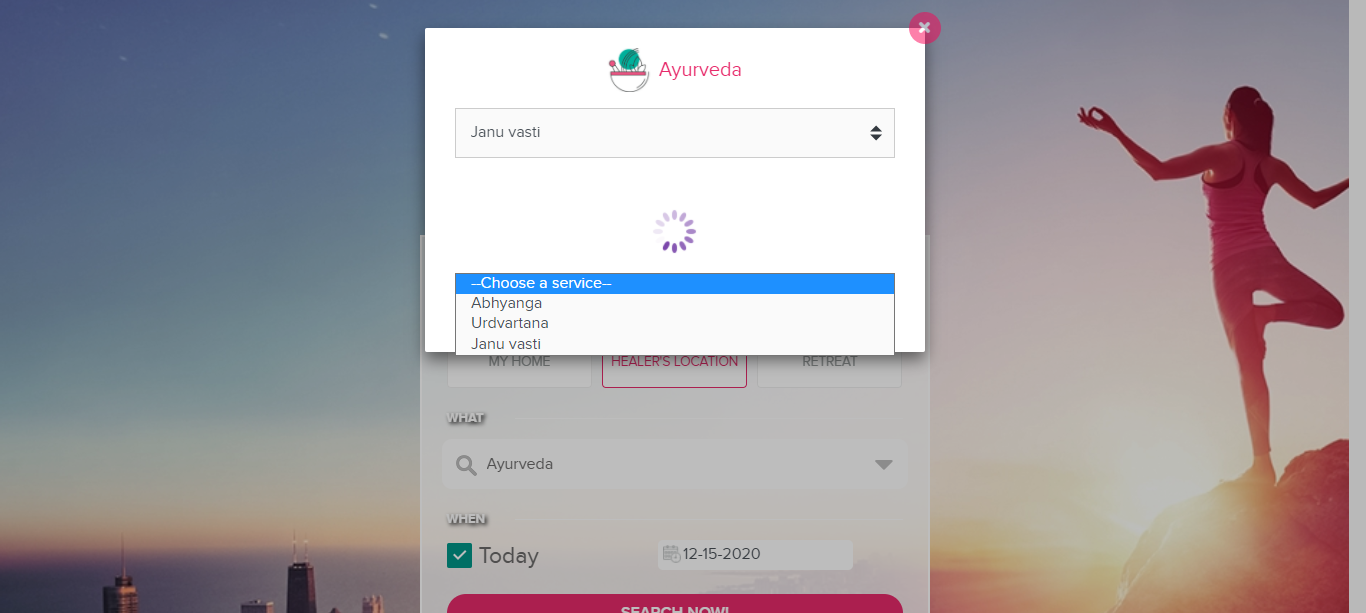 Ayurveda
Janu vasti
--Choose a service--
Abhyanga
Urdvartana
Janu vasti
MY HOME
HEALER'S LOCATION
RETREAT
WHAT
Ayurveda
WHEN
Today
12-15-2020
SEARCH NOW!